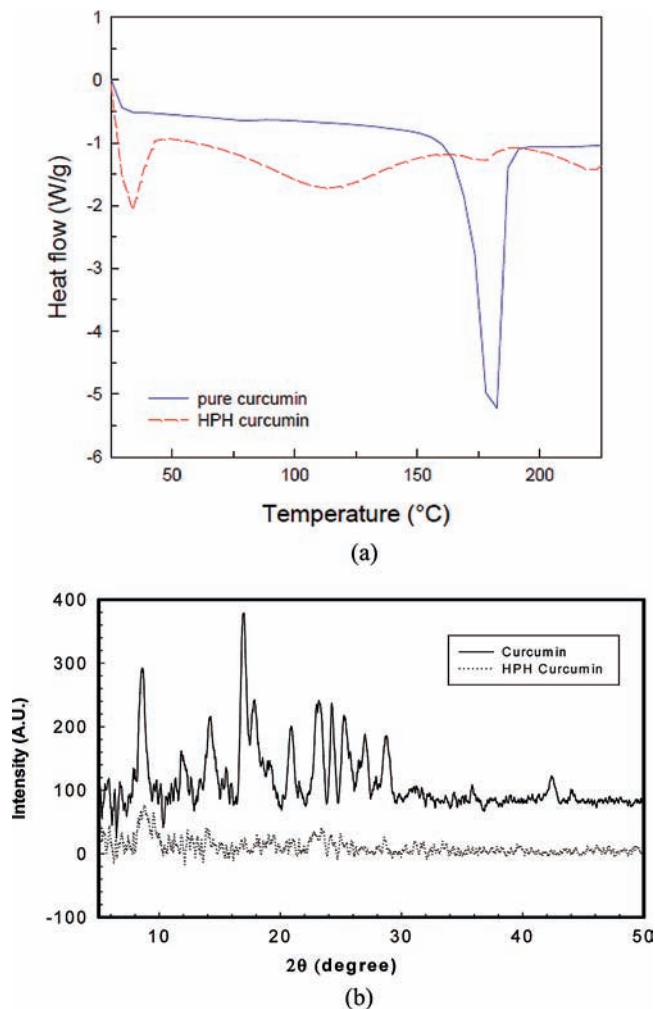 1
0
-1
-2
-3
-4
-5
-6
Heat flow (W/g)
pure curcumin
HPH curcumin
50 100 150 200
Temperature (°C)
(a)
400
300
200
100
0
-100
Intensity (A.U.)
Curcumin
HPH Curcumin
10 20 30 40 50
2θ (degree)
(b)